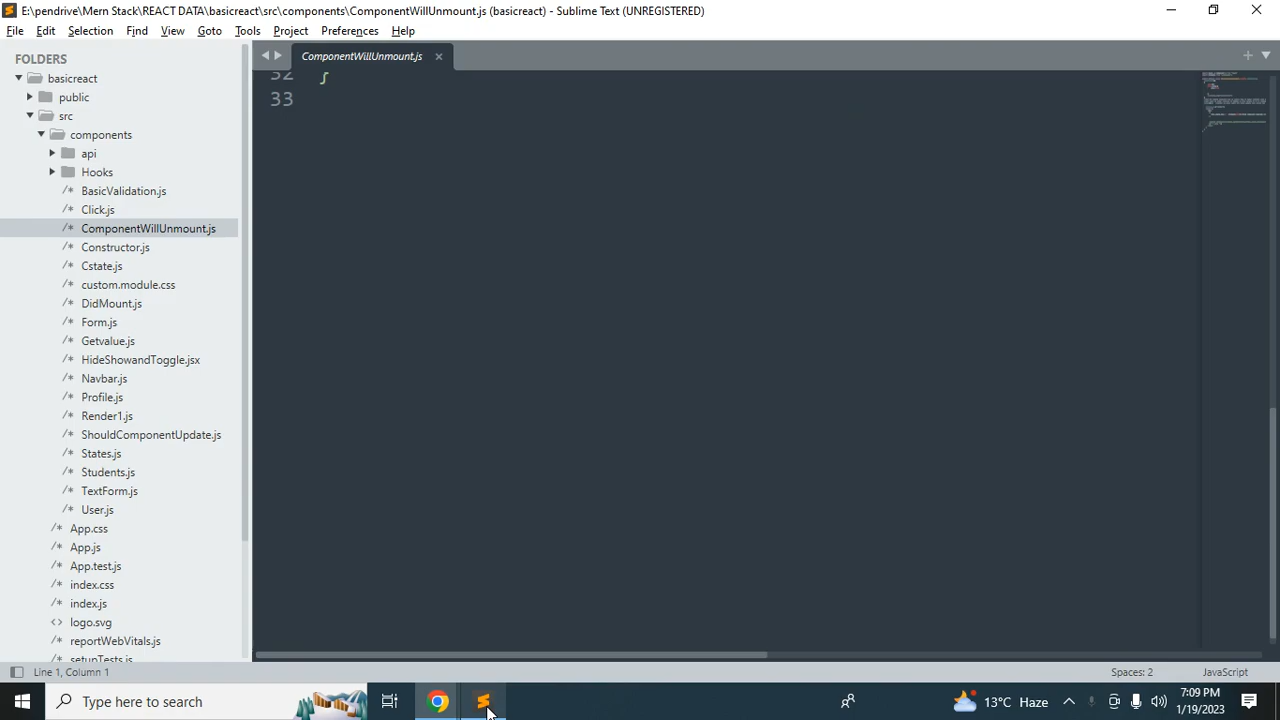 E:\pendrive\Mern Stack\REACT DATA\basicreact\src\components\ComponentWillUnmount.js (basicreact) - Sublime Text (UNREGISTERED)
File Edit Selection Find View Goto Tools Project Preferences Help
FOLDERS
basicreact
public
src
components
api
Hooks
/* BasicValidation.js
/* Click.js
/* ComponentWillUnmount.js
/* Constructor.js
/* Cstate.js
/* custom.module.css
/* DidMount.js
/* Form.js
/* Getvalue.js
/* HideShowandToggle.jsx
/* Navbar.js
/* Profile.js
/* Render1.js
/* ShouldComponentUpdate.js
/* States.js
/* Students.js
/* TextForm.js
/* User.js
/* App.css
/* App.js
/* App.test.js
/* index.css
/* index.js
<> logo.svg
/* reportWebVitals.js
/* setupTests.js
ComponentWillUnmount.js
32 }
33
Line 1, Column 1
Spaces: 2
JavaScript
Type here to search
13°C Haze
7:09 PM
1/19/2023